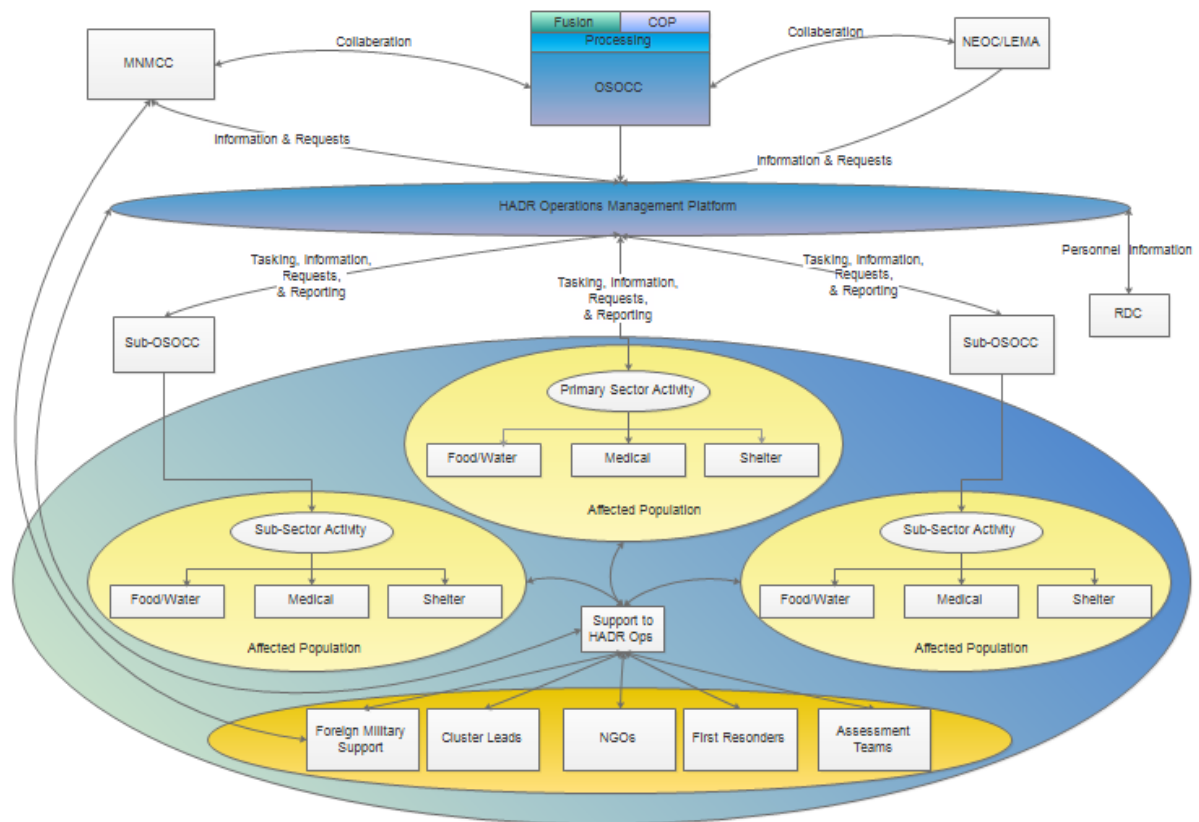 Fusion
COP
Processing
OSOCC
MNMCC
Collaberation
Collaberation
NEOC/LEMA
Information & Requests
Information & Requests
HADR Operations Management Platform
Tasking, Information,
Requests,
& Reporting
Tasking, Information,
Requests,
& Reporting
Tasking, Information,
Requests,
& Reporting
Personnel Information
RDC
Sub-OSOCC
Sub-OSOCC
Primary Sector Activity
Food/Water
Medical
Shelter
Affected Population
Sub-Sector Activity
Food/Water
Medical
Shelter
Affected Population
Sub-Sector Activity
Food/Water
Medical
Shelter
Affected Population
Support to
HADR Ops
Foreign Military
Support
Cluster Leads
NGOs
First Resonders
Assessment
Teams